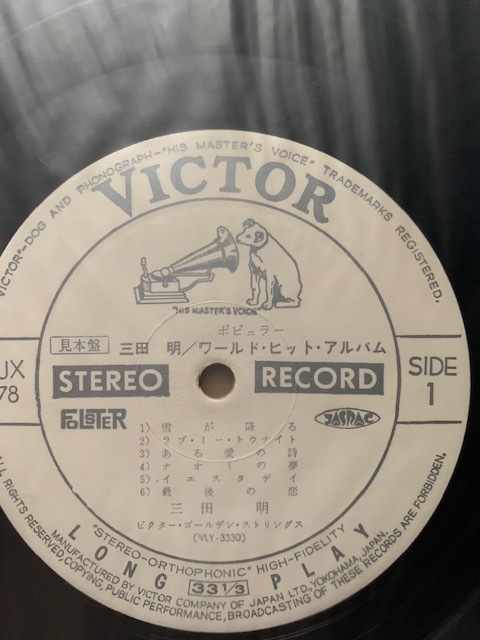 VICTOR"-DOG AND PHONOGRAPH-"HIS MASTER'S VOICE" TRADEMARKS REGISTERED.
VICTOR
"HIS MASTER'S VOICE"
ポピュラー
見本盤 三田 明／ワールド・ヒット・アルバム
JX
78
STEREO RECORD
SIDE
1
FOLSTER JASRAC
1) 雪が降る
2) ラブ・ミー・トゥナイト
3) ある愛の詩
4) ナオミの夢
5) イエスタデイ
6) 最後の恋
三田 明
ビクター・ゴールデン・ストリングス
(VLY-3330)
"STEREO-ORTHOPHONIC" HIGH-FIDELITY
LONG 33 1/3 PLAY
MANUFACTURED BY VICTOR COMPANY OF JAPAN LTD., YOKOHAMA, JAPAN.
ALL RIGHTS RESERVED, COPYING, PUBLIC PERFORMANCE, BROADCASTING OF THESE RECORDS ARE FORBIDDEN.